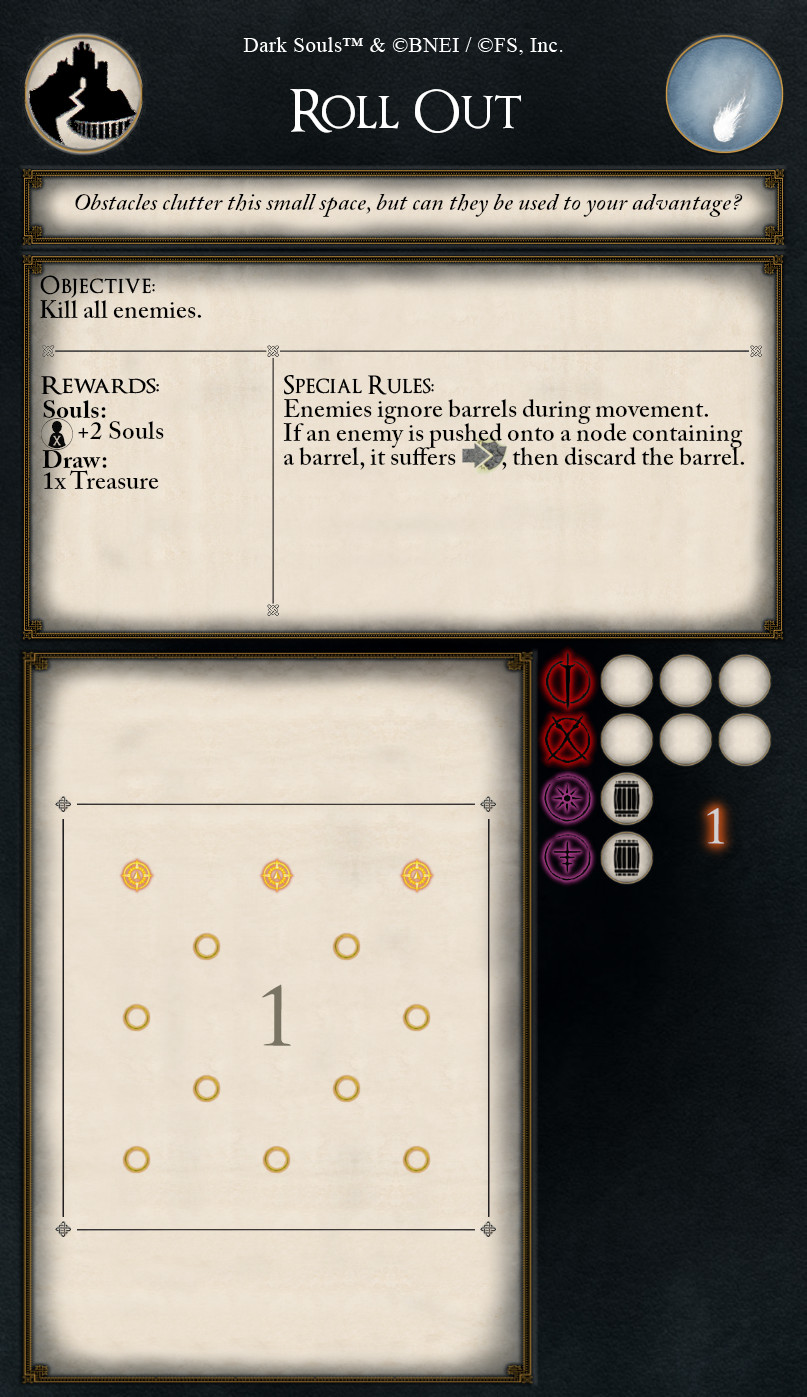 Dark Souls™ & ©BNEI / ©FS, Inc.
Roll Out
Obstacles clutter this small space, but can they be used to your advantage?
Objective:
Kill all enemies.
Rewards:
Souls:
X +2 Souls
Draw:
1x Treasure
Special Rules:
Enemies ignore barrels during movement.
If an enemy is pushed onto a node containing
a barrel, it suffers , then discard the barrel.
1
1